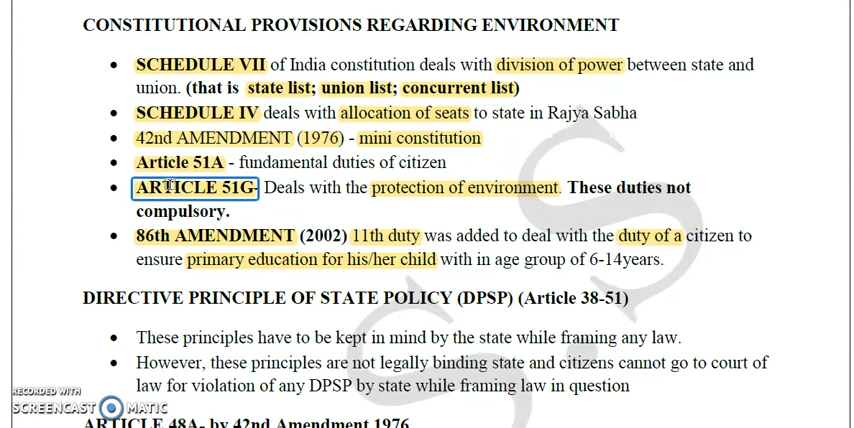 CONSTITUTIONAL PROVISIONS REGARDING ENVIRONMENT
• SCHEDULE VII of India constitution deals with division of power between state and
union. (that is state list; union list; concurrent list)
• SCHEDULE IV deals with allocation of seats to state in Rajya Sabha
• 42nd AMENDMENT (1976) - mini constitution
• Article 51A - fundamental duties of citizen
• ARTICLE 51G- Deals with the protection of environment. These duties not
compulsory.
• 86th AMENDMENT (2002) 11th duty was added to deal with the duty of a citizen to
ensure primary education for his/her child with in age group of 6-14years.
DIRECTIVE PRINCIPLE OF STATE POLICY (DPSP) (Article 38-51)
• These principles have to be kept in mind by the state while framing any law.
• However, these principles are not legally binding state and citizens cannot go to court of
law for violation of any DPSP by state while framing law in question
RECORDED WITH
SCREENCAST MATIC
ARTICLE 48A- by 42nd Amendment 1976
S.S